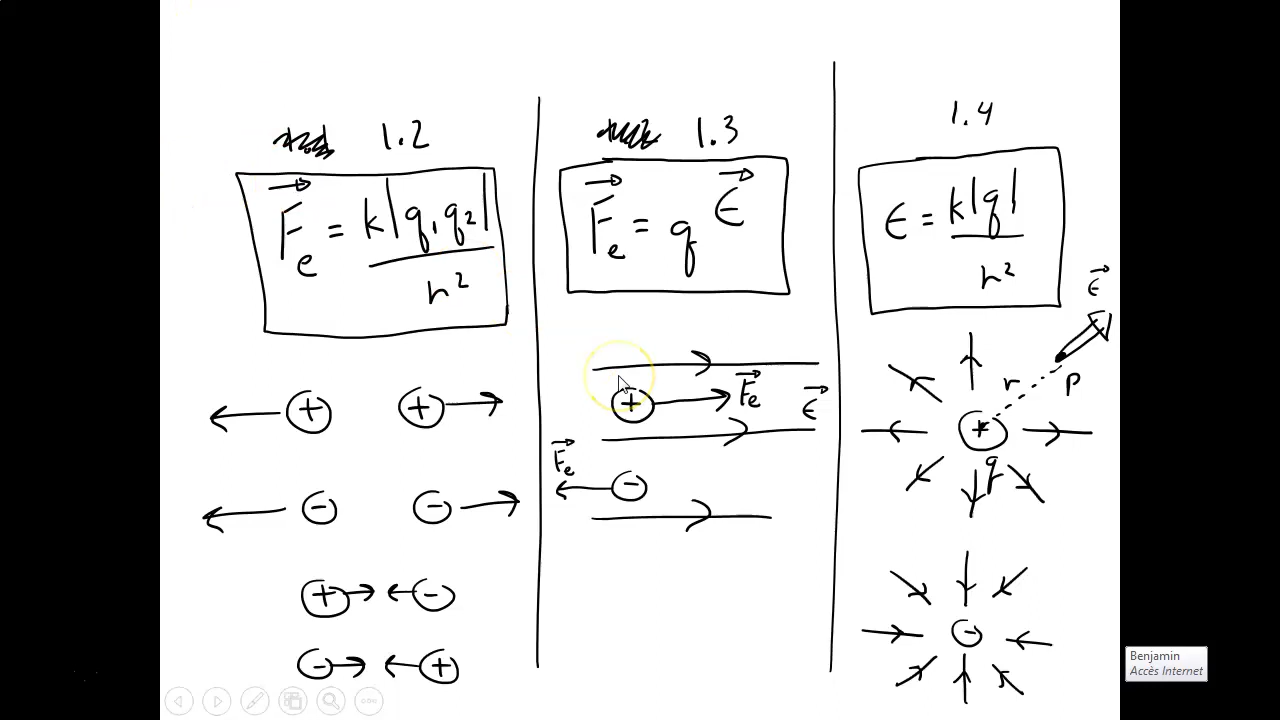 1.2
F⃗e = k|q₁q₂| / r²
+ +
- -
+ -
- +
1.3
F⃗e = q ϵ⃗
+ F⃗e
ϵ⃗
F⃗e
-
1.4
ϵ = k|q| / r²
ϵ⃗
r P
+
q
-
Benjamin
Accès Internet